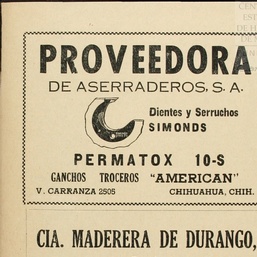 PROVEEDORA
DE ASERRADEROS, S. A.
Dientes y Serruchos
SIMONDS
PERMATOX 10-S
GANCHOS TROCEROS "AMERICAN"
V. CARRANZA 2505 CHIHUAHUA, CHIH.
CIA. MADERERA DE DURANGO,